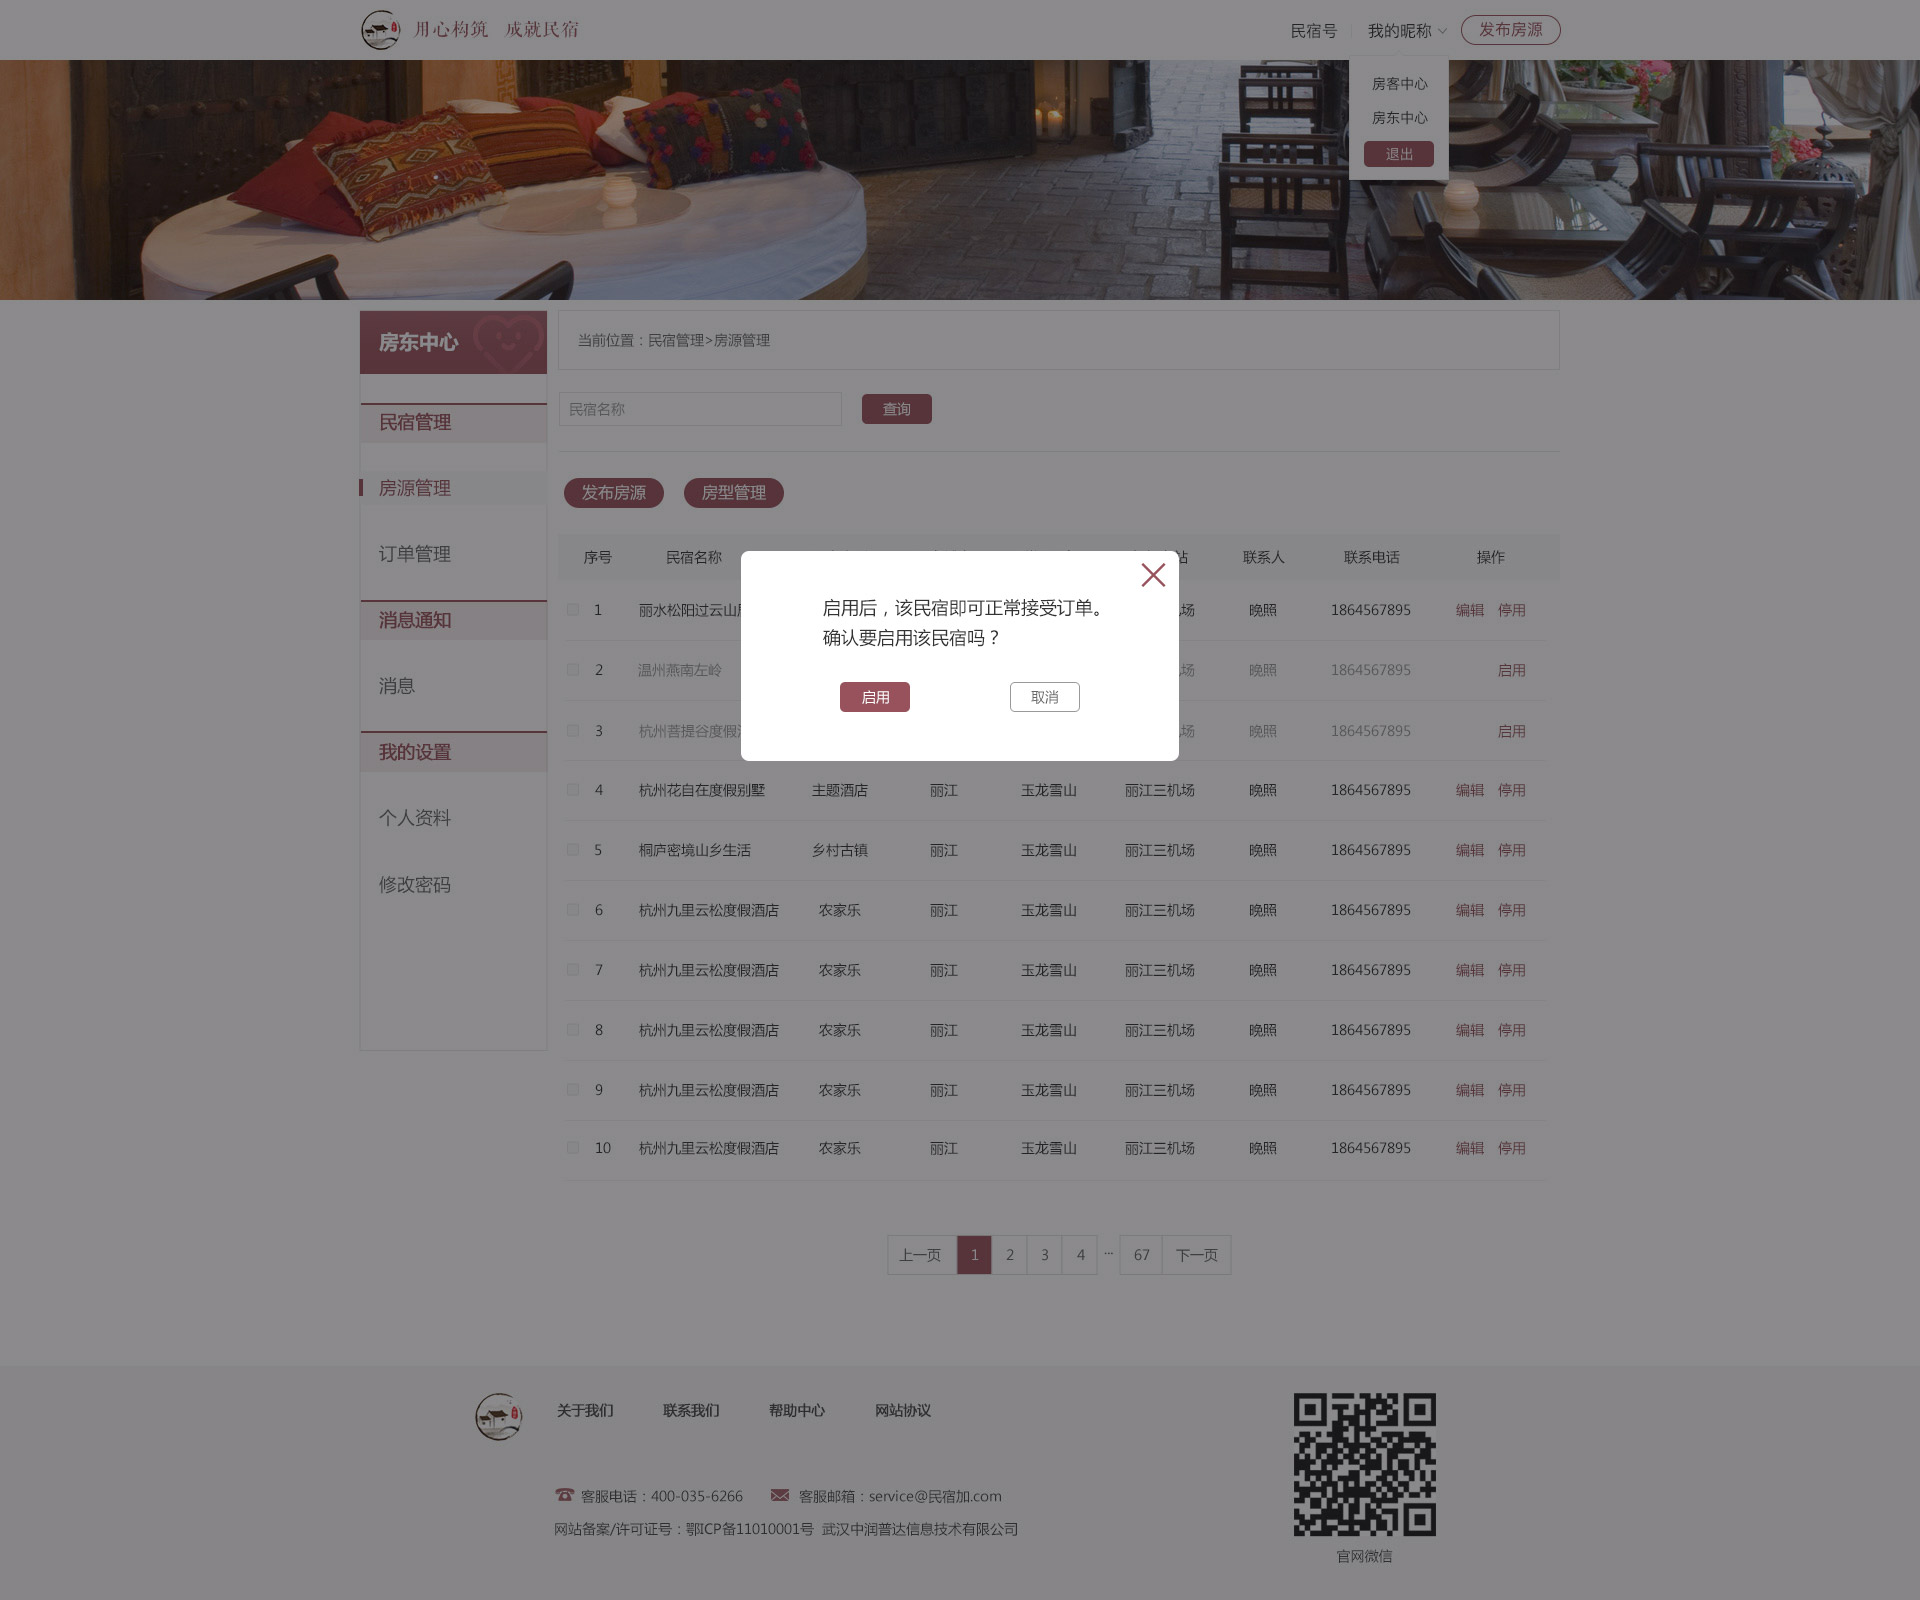 用心构筑 成就民宿
民宿号 我的昵称 发布房源
房客中心
房东中心
退出
房东中心
民宿管理
房源管理
订单管理
消息通知
消息
我的设置
个人资料
修改密码
当前位置：民宿管理>房源管理
民宿名称 查询
发布房源 房型管理
序号 民宿名称 站 联系人 联系电话 操作
1 丽水松阳过云山 场 晚照 1864567895 编辑 停用
2 温州燕南左岭 场 晚照 1864567895 启用
3 杭州菩提谷度假 场 晚照 1864567895 启用
启用后，该民宿即可正常接受订单。
确认要启用该民宿吗？
启用 取消
4 杭州花自在度假别墅 主题酒店 丽江 玉龙雪山 丽江三机场 晚照 1864567895 编辑 停用
5 桐庐密境山乡生活 乡村古镇 丽江 玉龙雪山 丽江三机场 晚照 1864567895 编辑 停用
6 杭州九里云松度假酒店 农家乐 丽江 玉龙雪山 丽江三机场 晚照 1864567895 编辑 停用
7 杭州九里云松度假酒店 农家乐 丽江 玉龙雪山 丽江三机场 晚照 1864567895 编辑 停用
8 杭州九里云松度假酒店 农家乐 丽江 玉龙雪山 丽江三机场 晚照 1864567895 编辑 停用
9 杭州九里云松度假酒店 农家乐 丽江 玉龙雪山 丽江三机场 晚照 1864567895 编辑 停用
10 杭州九里云松度假酒店 农家乐 丽江 玉龙雪山 丽江三机场 晚照 1864567895 编辑 停用
上一页 1 2 3 4 ... 67 下一页
关于我们 联系我们 帮助中心 网站协议
客服电话：400-035-6266 客服邮箱：service@民宿加.com
网站备案/许可证号：鄂ICP备11010001号 武汉中润普达信息技术有限公司
官网微信